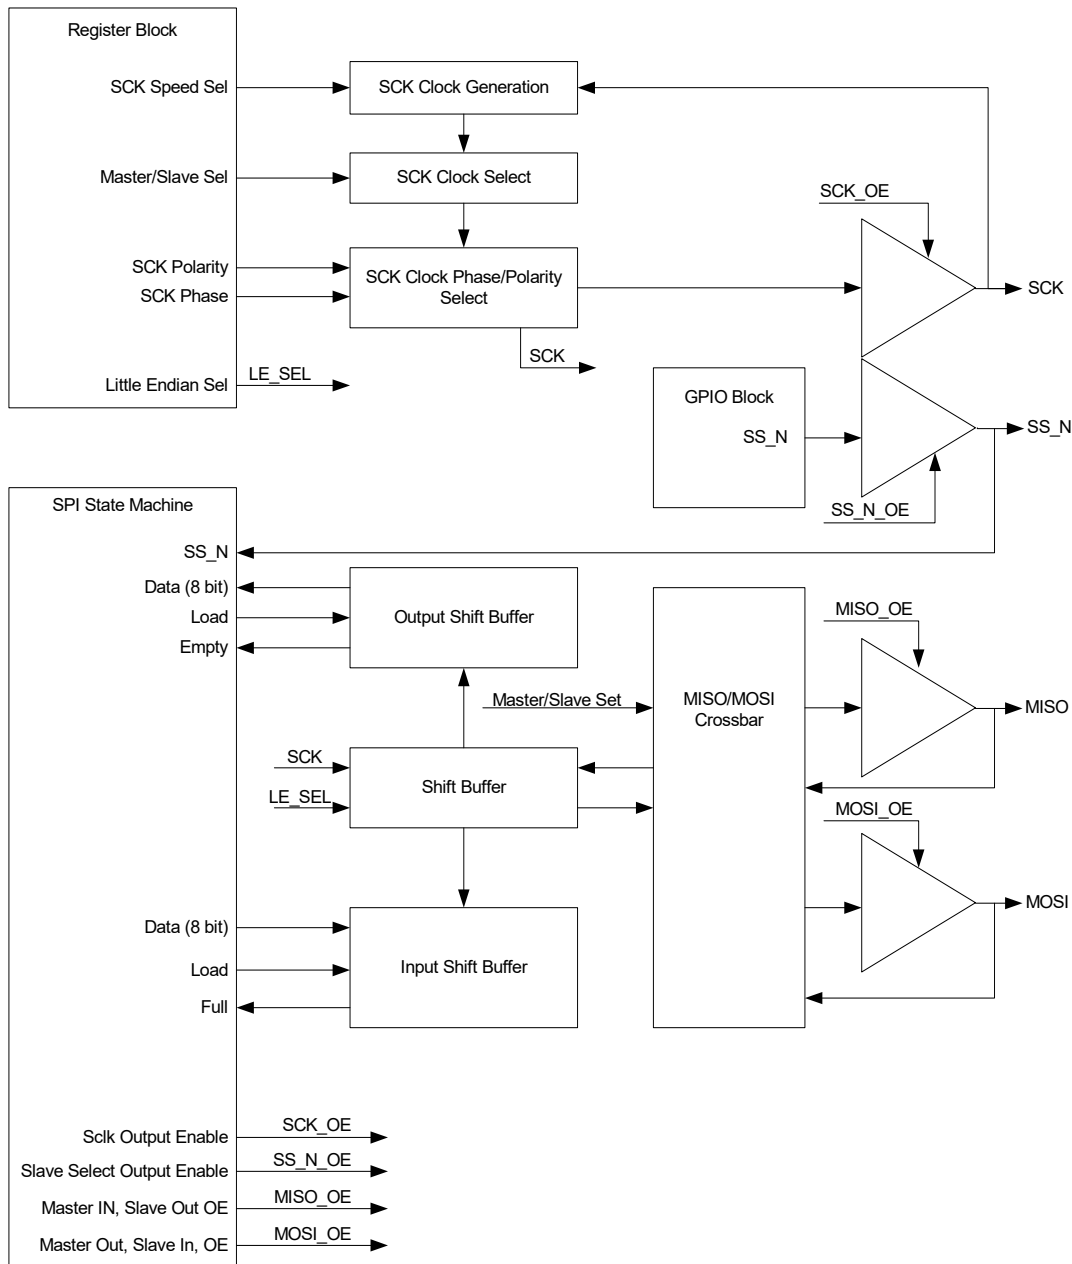 Register Block
SCK Speed Sel
SCK Clock Generation
Master/Slave Sel
SCK Clock Select
SCK_OE
SCK Polarity
SCK Phase
SCK Clock Phase/Polarity
Select
SCK
SCK
Little Endian Sel
LE_SEL
GPIO Block
SS_N
SS_N
SS_N_OE
SPI State Machine
SS_N
Data (8 bit)
Load
Empty
Output Shift Buffer
MISO_OE
Master/Slave Set
MISO/MOSI
Crossbar
MISO
SCK
LE_SEL
Shift Buffer
MOSI_OE
MOSI
Data (8 bit)
Load
Full
Input Shift Buffer
Sclk Output Enable
SCK_OE
Slave Select Output Enable
SS_N_OE
Master IN, Slave Out OE
MISO_OE
Master Out, Slave In, OE
MOSI_OE